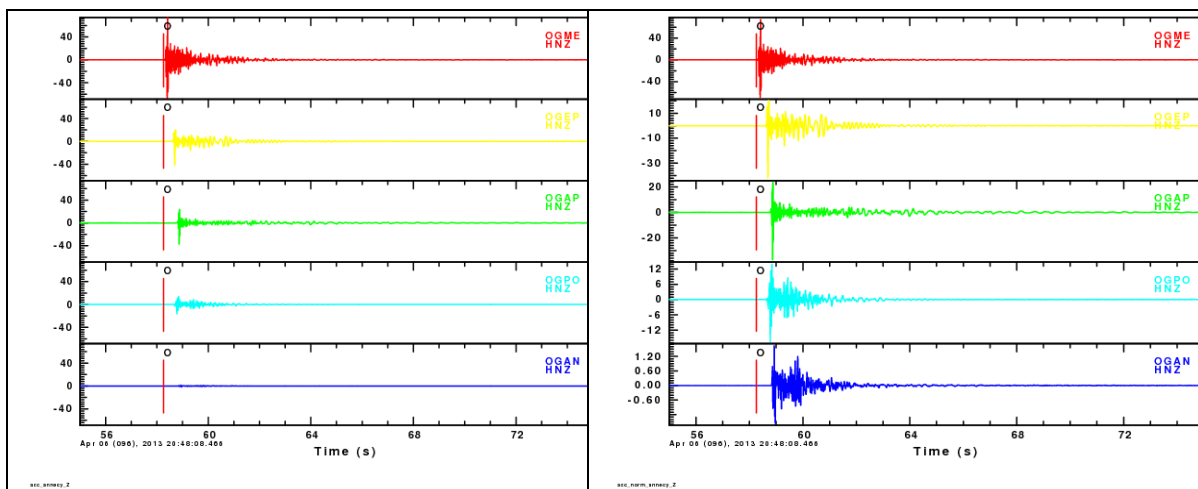 O
OGME
HNZ
40
0
-40
O
OGEP
HNZ
40
0
-40
O
OGAP
HNZ
40
0
-40
O
OGPO
HNZ
40
0
-40
O
OGAN
HNZ
40
0
-40
56 60 64 68 72
Apr 06 (096), 2013 20:48:08.466
Time (s)
acc_annecy_Z
O
OGME
HNZ
40
0
-40
O
OGEP
HNZ
10
-10
-30
O
OGAP
HNZ
20
0
-20
O
OGPO
HNZ
12
6
0
-6
-12
O
OGAN
HNZ
1.20
0.60
0.00
-0.60
56 60 64 68 72
Apr 06 (096), 2013 20:48:08.466
Time (s)
acc_norm_annecy_Z